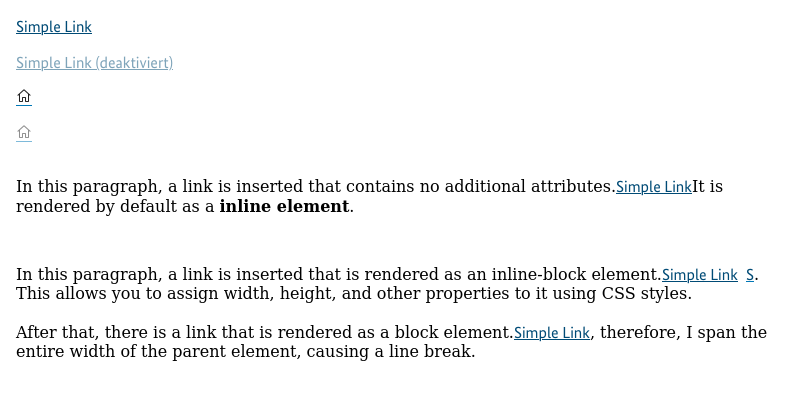 Simple Link
Simple Link (deaktiviert)
In this paragraph, a link is inserted that contains no additional attributes.Simple LinkIt is
rendered by default as a inline element.
In this paragraph, a link is inserted that is rendered as an inline-block element.Simple Link S.
This allows you to assign width, height, and other properties to it using CSS styles.
After that, there is a link that is rendered as a block element.Simple Link, therefore, I span the
entire width of the parent element, causing a line break.